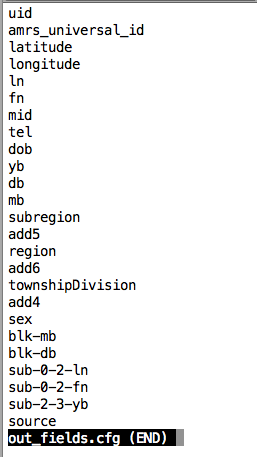 uid
amrs_universal_id
latitude
longitude
ln
fn
mid
tel
dob
yb
db
mb
subregion
add5
region
add6
townshipDivision
add4
sex
blk-mb
blk-db
sub-0-2-ln
sub-0-2-fn
sub-2-3-yb
source
out_fields.cfg (END)